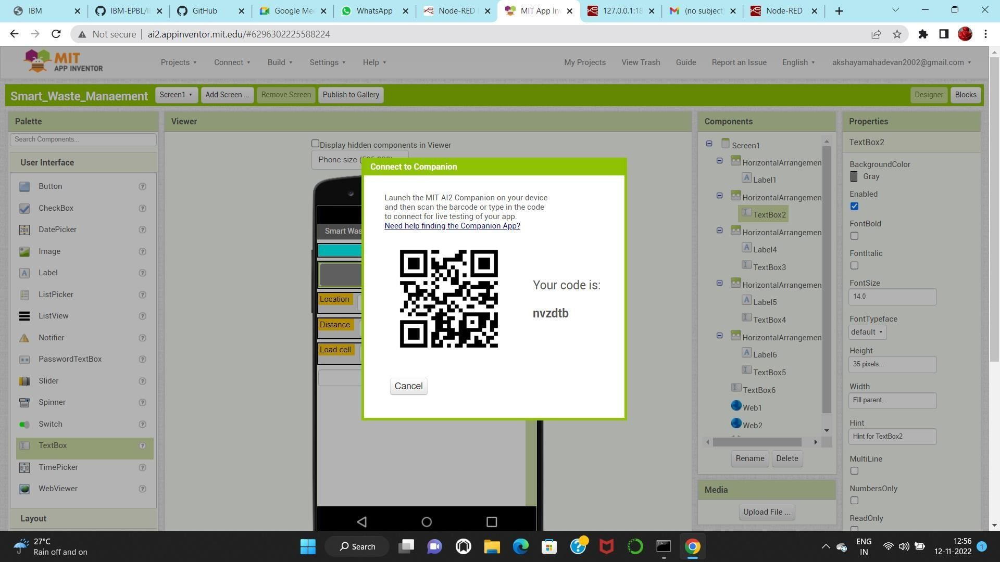 IBM
IBM-EPBL/
GitHub
Google Me
WhatsApp
Node-RED
MIT App In
127.0.0.1:18
(no subject)
Node-RED
Not secure
ai2.appinventor.mit.edu/#6296302225588224
MIT
APP INVENTOR
Projects
Connect
Build
Settings
Help
My Projects
View Trash
Guide
Report an Issue
English
akshayamahadevan2002@gmail.com
Smart_Waste_Manaement
Screen1
Add Screen ...
Remove Screen
Publish to Gallery
Designer
Blocks
Palette
Search Components...
User Interface
Button
CheckBox
DatePicker
Image
Label
ListPicker
ListView
Notifier
PasswordTextBox
Slider
Spinner
Switch
TextBox
TimePicker
WebViewer
Layout
Viewer
Display hidden components in Viewer
Phone size
Smart Was
Location
Distance
Load cell
Connect to Companion
Launch the MIT AI2 Companion on your device
and then scan the barcode or type in the code
to connect for live testing of your app.
Need help finding the Companion App?
Your code is:
nvzdtb
Cancel
Components
Screen1
HorizontalArrangemen
Label1
HorizontalArrangemen
TextBox2
HorizontalArrangemen
Label4
TextBox3
HorizontalArrangemen
Label5
TextBox4
HorizontalArrangemen
Label6
TextBox5
TextBox6
Web1
Web2
Rename
Delete
Media
Upload File ...
Properties
TextBox2
BackgroundColor
Gray
Enabled
FontBold
FontItalic
FontSize
14.0
FontTypeface
default
Height
35 pixels...
Width
Fill parent...
Hint
Hint for TextBox2
MultiLine
NumbersOnly
ReadOnly
27°C
Rain off and on
Search
ENG
IN
12:56
12-11-2022
1